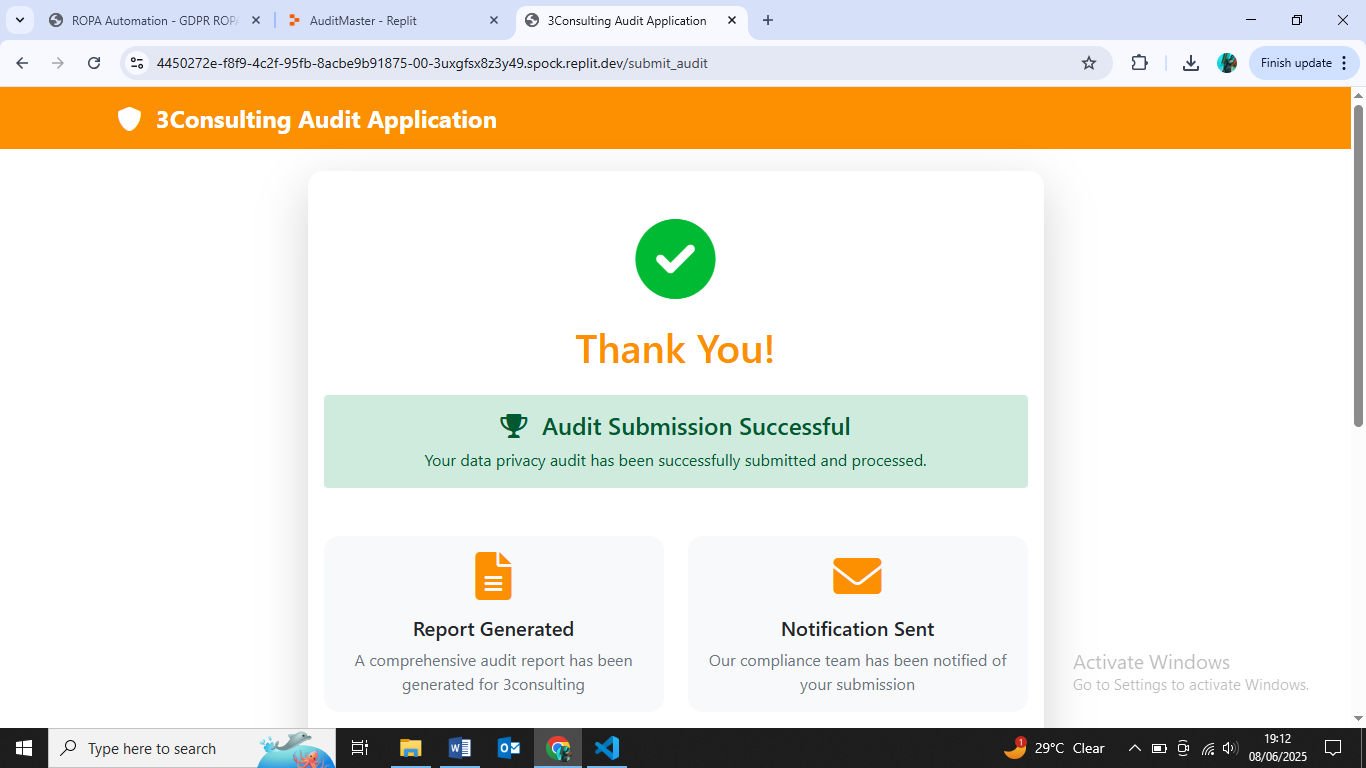 ROPA Automation - GDPR ROPA
AuditMaster - Replit
3Consulting Audit Application
4450272e-f8f9-4c2f-95fb-8acbe9b91875-00-3uxgfsx8z3y49.spock.replit.dev/submit_audit
Finish update
3Consulting Audit Application
Thank You!
Audit Submission Successful
Your data privacy audit has been successfully submitted and processed.
Report Generated
A comprehensive audit report has been
generated for 3consulting
Notification Sent
Our compliance team has been notified of
your submission
Activate Windows
Go to Settings to activate Windows.
Type here to search
1
29°C Clear
19:12
08/06/2025